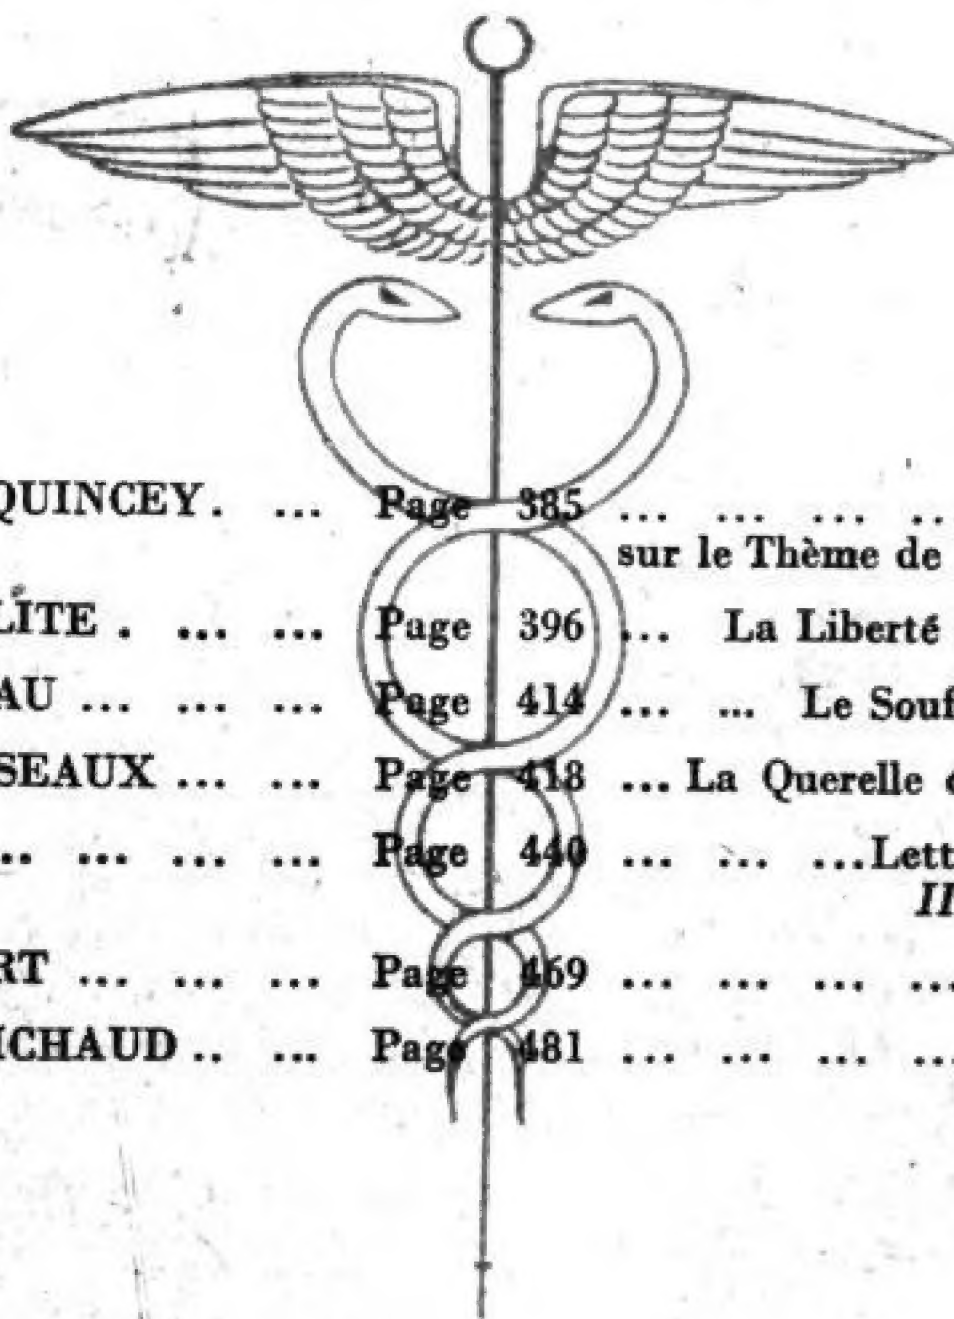 QUINCEY. ... Page 385 ... ... ... ..
sur le Thème de
LITE . ... ... Page 396 ... La Liberté
AU ... ... ... Page 414 ... ... Le Souf
SEAUX ... ... Page 418 ... La Querelle d
.. ... ... ... Page 440 ... ... ...Lett
II
RT ... ... ... Page 469 ... ... ... ...
ICHAUD .. ... Page 481 ... ... ... ...